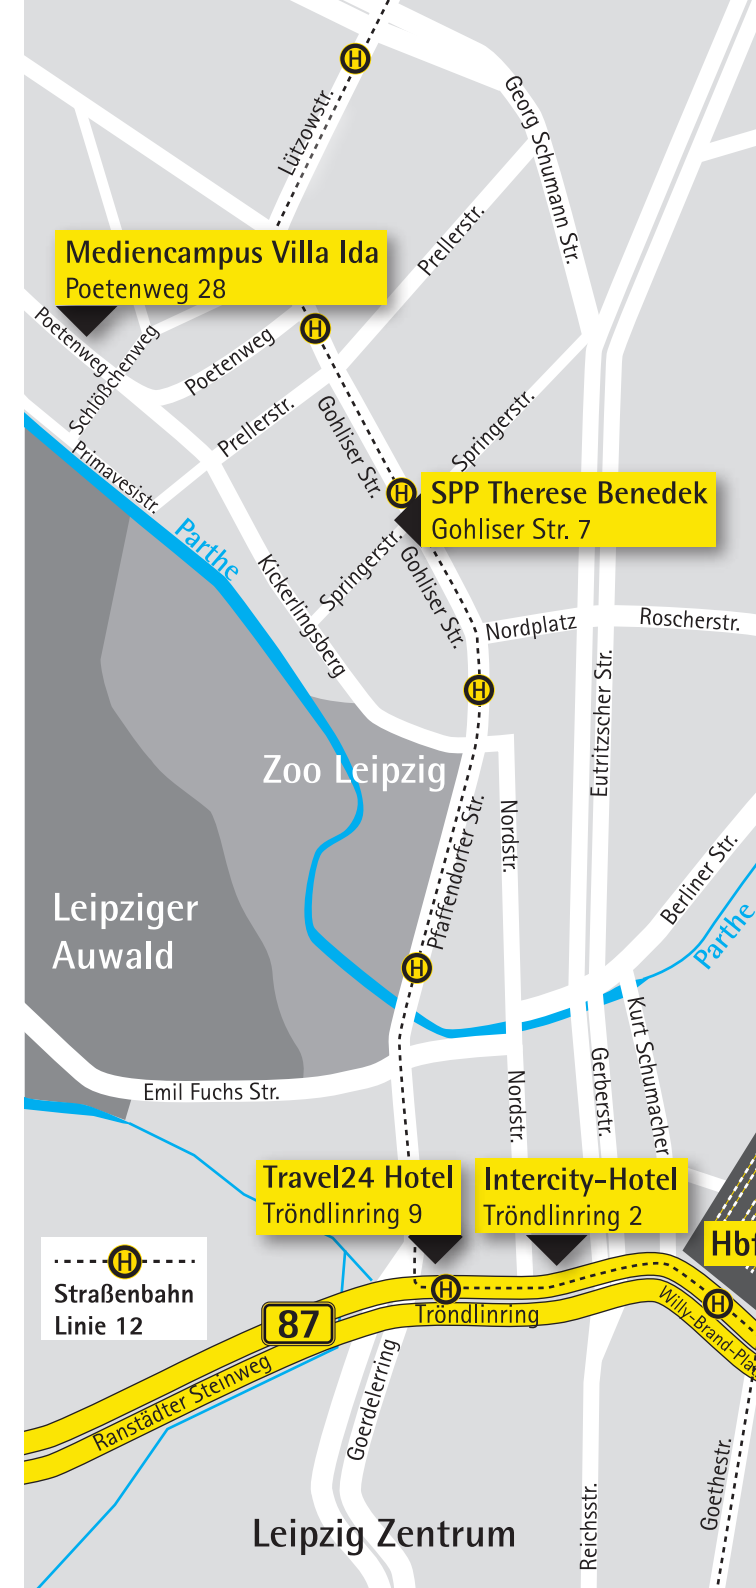 H
Lützowstr.
Georg Schumann Str.
Prellerstr.
Mediencampus Villa Ida
Poetenweg 28
H
Poetenweg
Schlößchenweg
Poetenweg
Prellerstr.
Gohliser Str.
Springerstr.
Primavesistr.
H
SPP Therese Benedek
Gohliser Str. 7
Parthe
Springerstr.
Gohliser Str.
Kickerlingsberg
Nordplatz
Roscherstr.
H
Eutritzscher Str.
Zoo Leipzig
Nordstr.
Pfaffendorfer Str.
Berliner Str.
Leipziger
Auwald
Parthe
H
Kurt Schumacher
Gerberstr.
Nordstr.
Emil Fuchs Str.
Travel24 Hotel
Tröndlinring 9
Intercity-Hotel
Tröndlinring 2
H
Straßenbahn
Linie 12
H
H
Tröndlinring
87
Ranstädter Steinweg
Goerdelerring
Goethestr.
Reichsstr.
Leipzig Zentrum